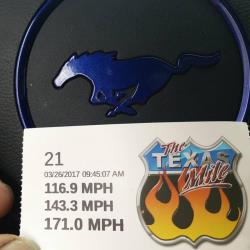 21
03/26/2017 09:45:07 AM
116.9 MPH
143.3 MPH
171.0 MPH
The
TEXAS
Mile